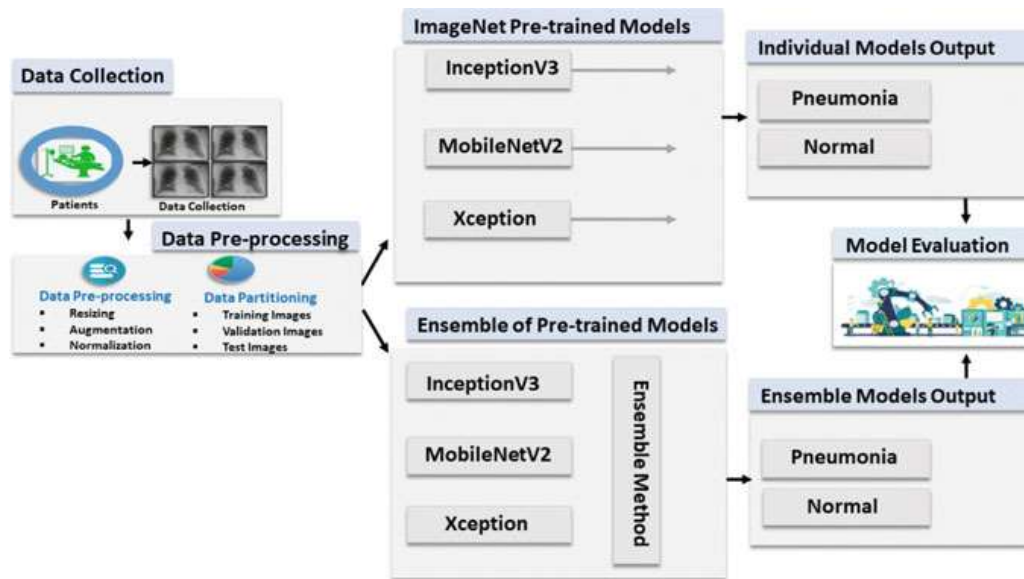 Data Collection
Patients
Data Collection
Data Pre-processing
Data Pre-processing
Resizing
Augmentation
Normalization
Data Partitioning
Training Images
Validation Images
Test Images
ImageNet Pre-trained Models
InceptionV3
MobileNetV2
Xception
Ensemble of Pre-trained Models
InceptionV3
MobileNetV2
Xception
Ensemble Method
Individual Models Output
Pneumonia
Normal
Model Evaluation
Ensemble Models Output
Pneumonia
Normal